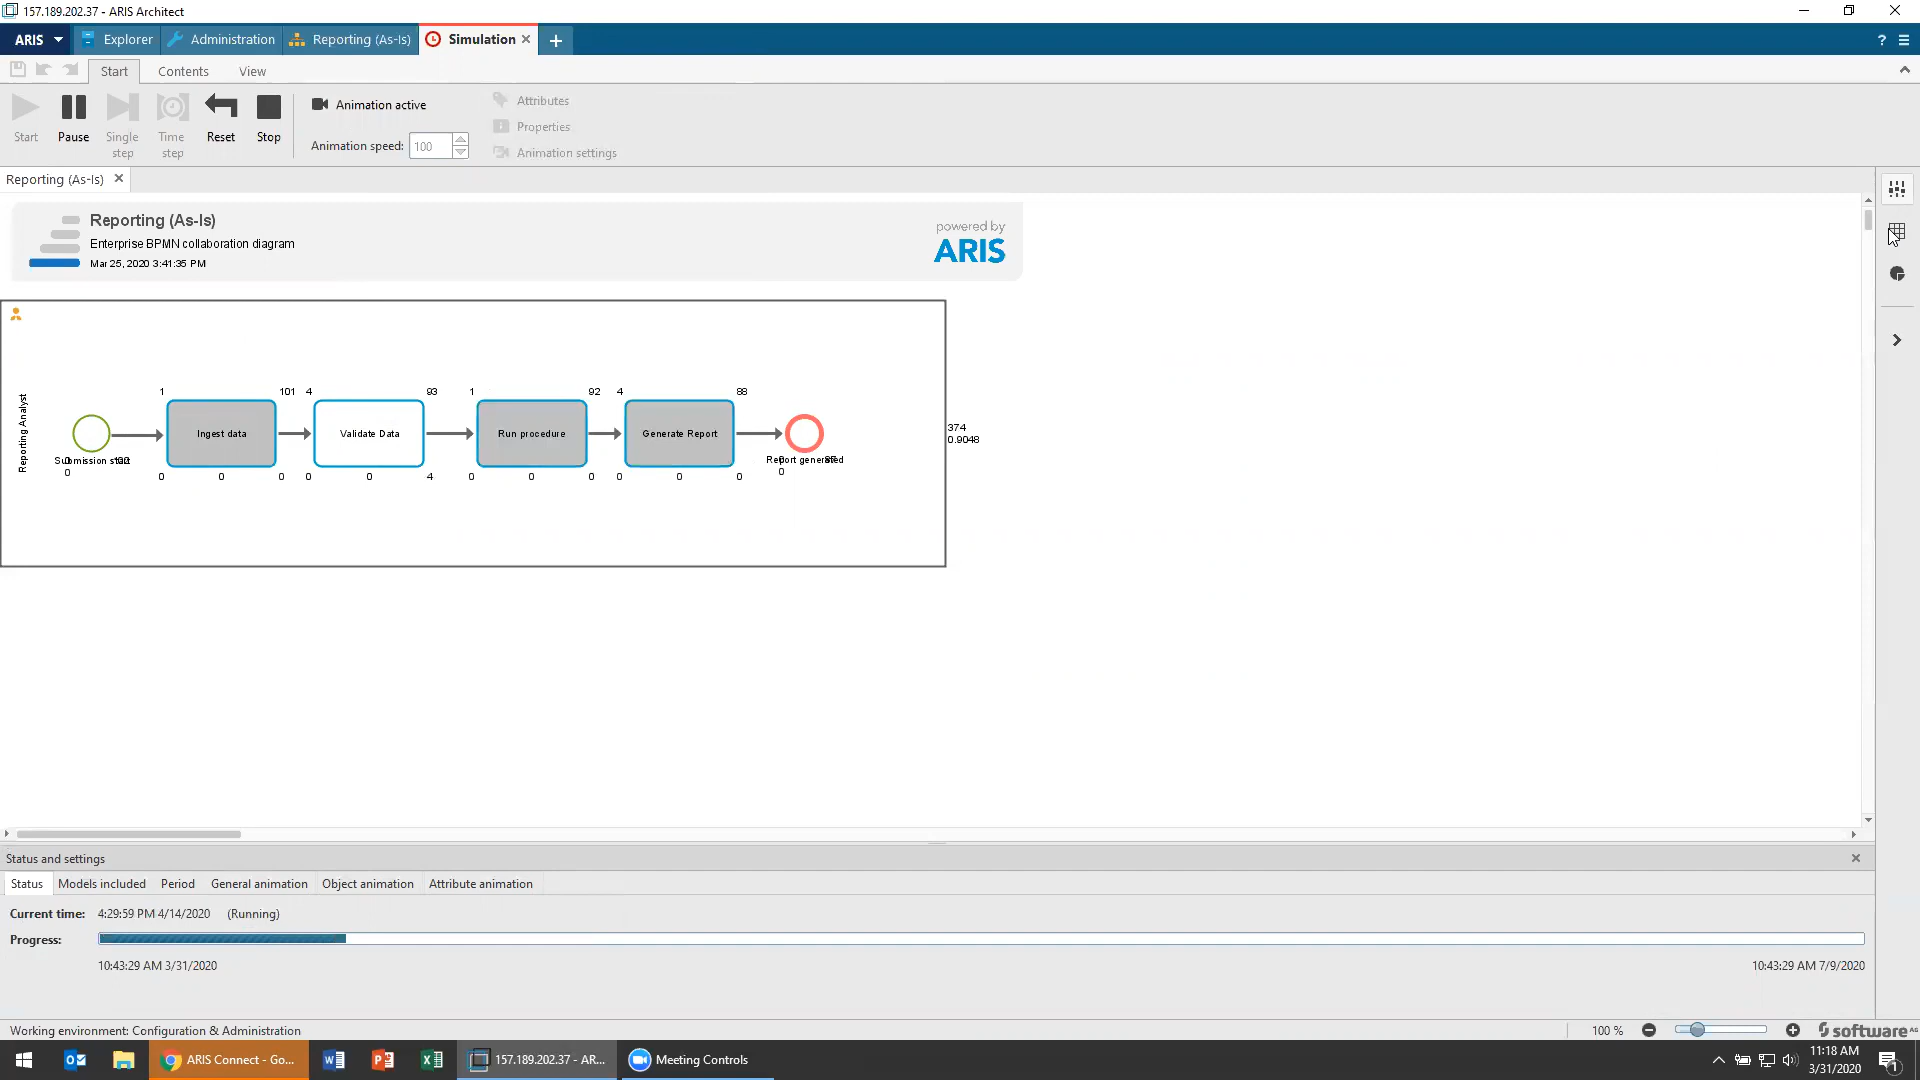 157.189.202.37 - ARIS Architect
ARIS Explorer Administration Reporting (As-Is) Simulation
Start Contents View
Start Pause Single step Time step Reset Stop
Animation active
Animation speed: 100
Attributes
Properties
Animation settings
Reporting (As-Is)
Reporting (As-Is)
Enterprise BPMN collaboration diagram
Mar 25, 2020 3:41:35 PM
powered by
ARIS
Reporting Analyst
1 101 4 93 1 92 4 88
Ingest data Validate Data Run procedure Generate Report
374
0.9048
Submission start Report generated
0 0
0 0 0 0 0 4 0 0 0 0 0 0
Status and settings
Status Models included Period General animation Object animation Attribute animation
Current time: 4:29:59 PM 4/14/2020 (Running)
Progress:
10:43:29 AM 3/31/2020 10:43:29 AM 7/9/2020
Working environment: Configuration & Administration 100 % software AG
ARIS Connect - Go... 157.189.202.37 - AR... Meeting Controls
11:18 AM
3/31/2020